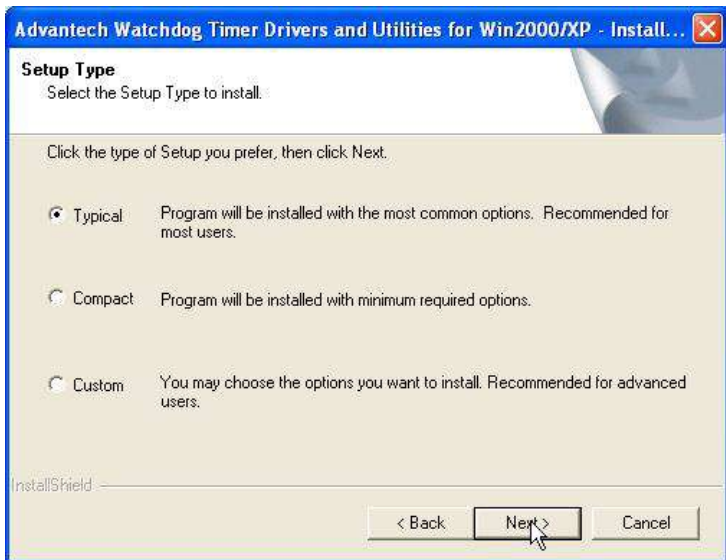 Advantech Watchdog Timer Drivers and Utilities for Win2000/XP - Install...
Setup Type
Select the Setup Type to install.
Click the type of Setup you prefer, then click Next.
Typical
Program will be installed with the most common options. Recommended for
most users.
Compact
Program will be installed with minimum required options.
Custom
You may choose the options you want to install. Recommended for advanced
users.
InstallShield
< Back
Next >
Cancel